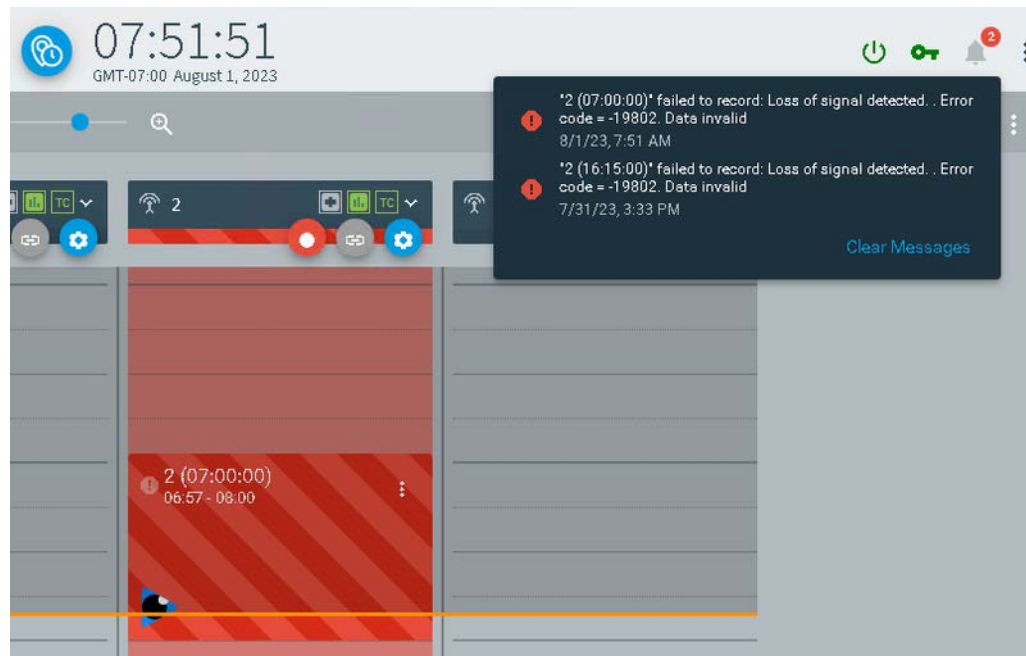 07:51:51
GMT-07:00 August 1, 2023
2
"2 (07:00:00)" failed to record: Loss of signal detected. . Error
code = -19802. Data invalid
8/1/23, 7:51 AM
"2 (16:15:00)" failed to record: Loss of signal detected. . Error
code = -19802. Data invalid
7/31/23, 3:33 PM
Clear Messages
TC
2
TC
2 (07:00:00)
06:57 - 08:00